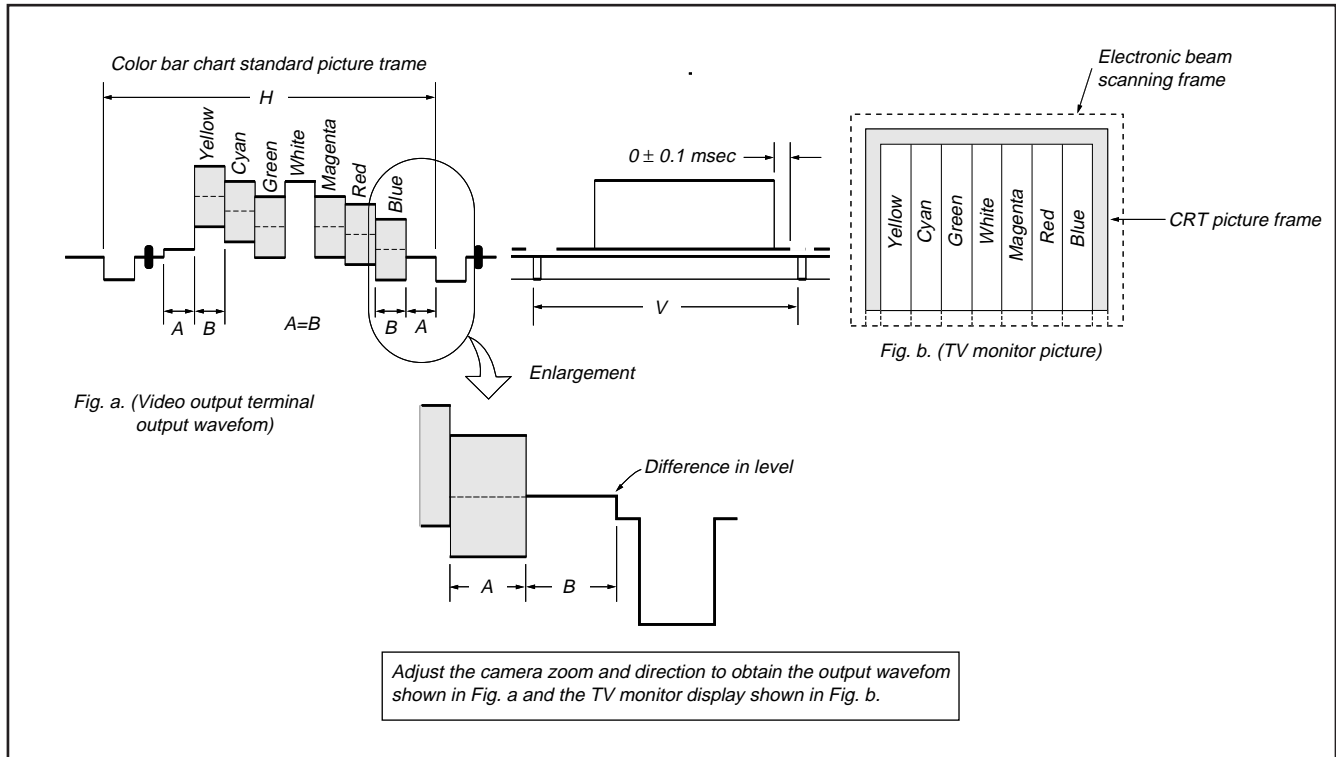 Color bar chart standard picture trame
H
Yellow
Cyan
Green
White
Magenta
Red
Blue
A
B
A=B
B
A
Fig. a. (Video output terminal
output wavefom)
0 ± 0.1 msec
V
Electronic beam
scanning frame
Yellow
Cyan
Green
White
Magenta
Red
Blue
CRT picture frame
Fig. b. (TV monitor picture)
Enlargement
Difference in level
A
B
Adjust the camera zoom and direction to obtain the output wavefom
shown in Fig. a and the TV monitor display shown in Fig. b.